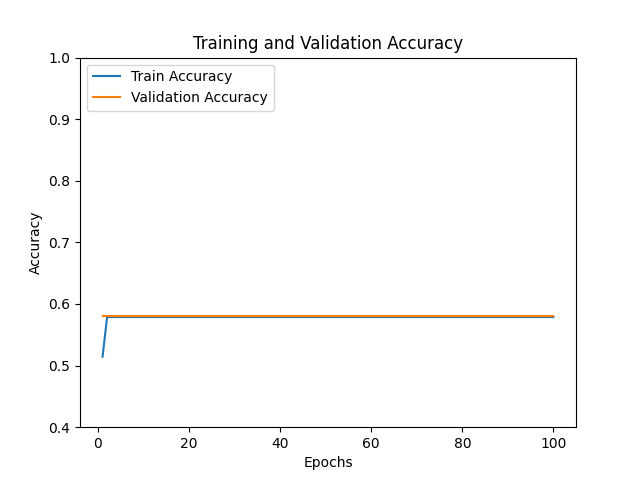 Training and Validation Accuracy
Train Accuracy
Validation Accuracy
Accuracy
1.0
0.9
0.8
0.7
0.6
0.5
0.4
0 20 40 60 80 100
Epochs